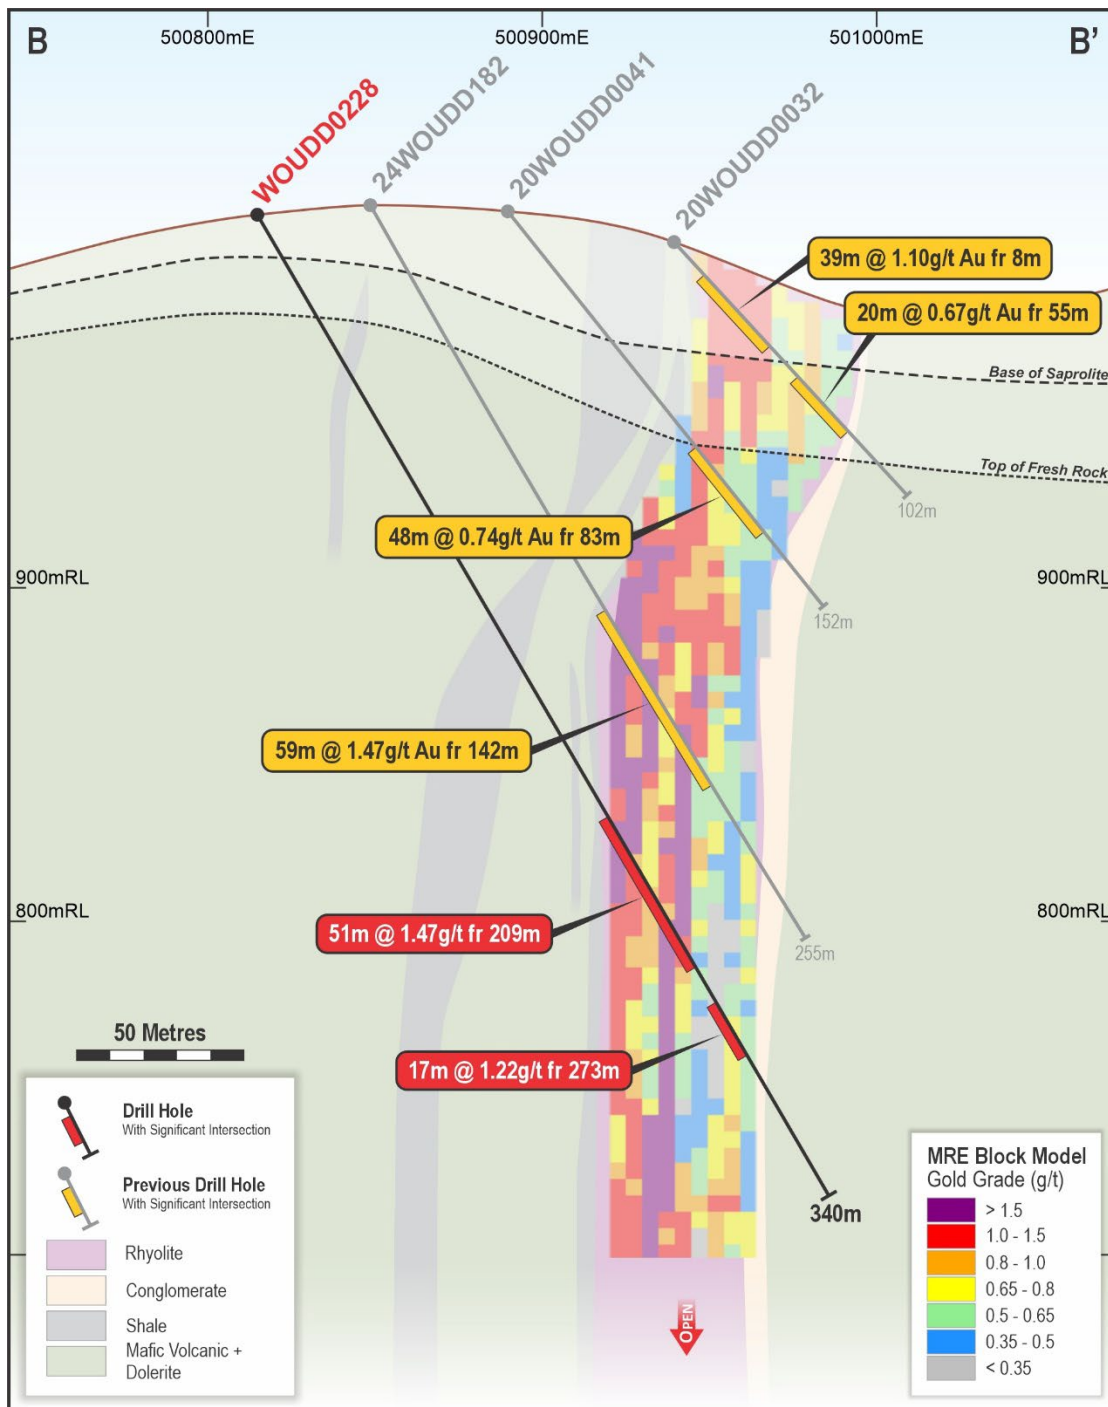 B
500800mE
500900mE
501000mE
B'
WOUDD0228
24WOUDD182
20WOUDD0041
20WOUDD0032
39m @ 1.10g/t Au fr 8m
20m @ 0.67g/t Au fr 55m
Base of Saprolite
Top of Fresh Rock
102m
48m @ 0.74g/t Au fr 83m
900mRL
900mRL
152m
59m @ 1.47g/t Au fr 142m
800mRL
800mRL
51m @ 1.47g/t fr 209m
255m
50 Metres
17m @ 1.22g/t fr 273m
340m
Drill Hole
With Significant Intersection
Previous Drill Hole
With Significant Intersection
Rhyolite
Conglomerate
Shale
Mafic Volcanic +
Dolerite
OPEN
MRE Block Model
Gold Grade (g/t)
> 1.5
1.0 - 1.5
0.8 - 1.0
0.65 - 0.8
0.5 - 0.65
0.35 - 0.5
< 0.35